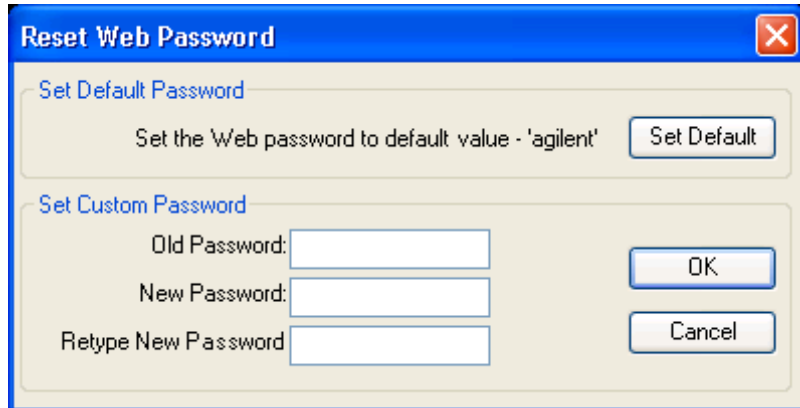 Reset Web Password
Set Default Password
Set the Web password to default value - 'agilent'
Set Default
Set Custom Password
Old Password:
New Password:
Retype New Password
OK
Cancel